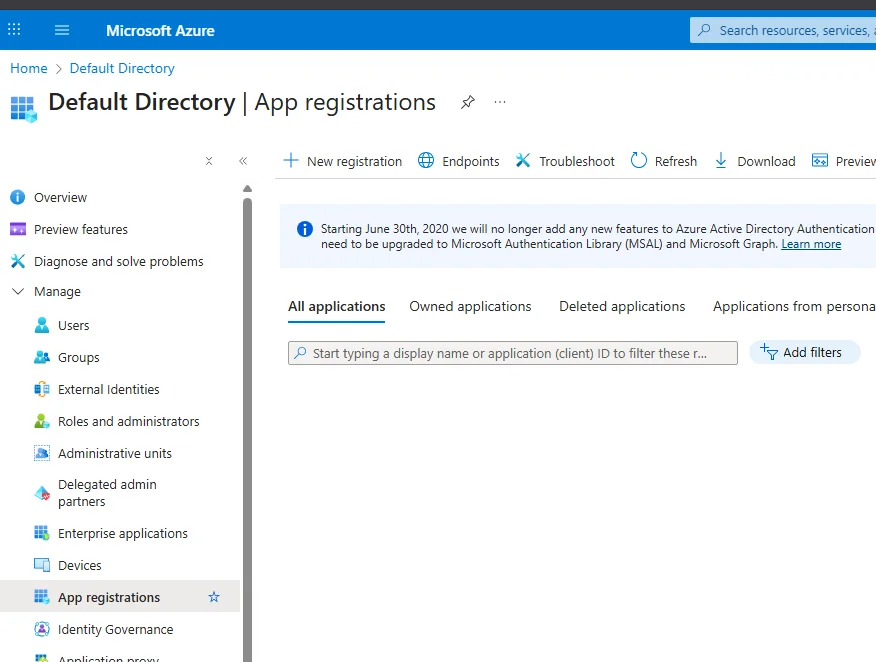 Microsoft Azure
Search resources, services,
Home > Default Directory
Default Directory | App registrations
New registration
Endpoints
Troubleshoot
Refresh
Download
Preview
Overview
Preview features
Diagnose and solve problems
Manage
Users
Groups
External Identities
Roles and administrators
Administrative units
Delegated admin
partners
Enterprise applications
Devices
App registrations
Identity Governance
Application proxy
Starting June 30th, 2020 we will no longer add any new features to Azure Active Directory Authentication
need to be upgraded to Microsoft Authentication Library (MSAL) and Microsoft Graph. Learn more
All applications
Owned applications
Deleted applications
Applications from persona
Start typing a display name or application (client) ID to filter these r...
Add filters